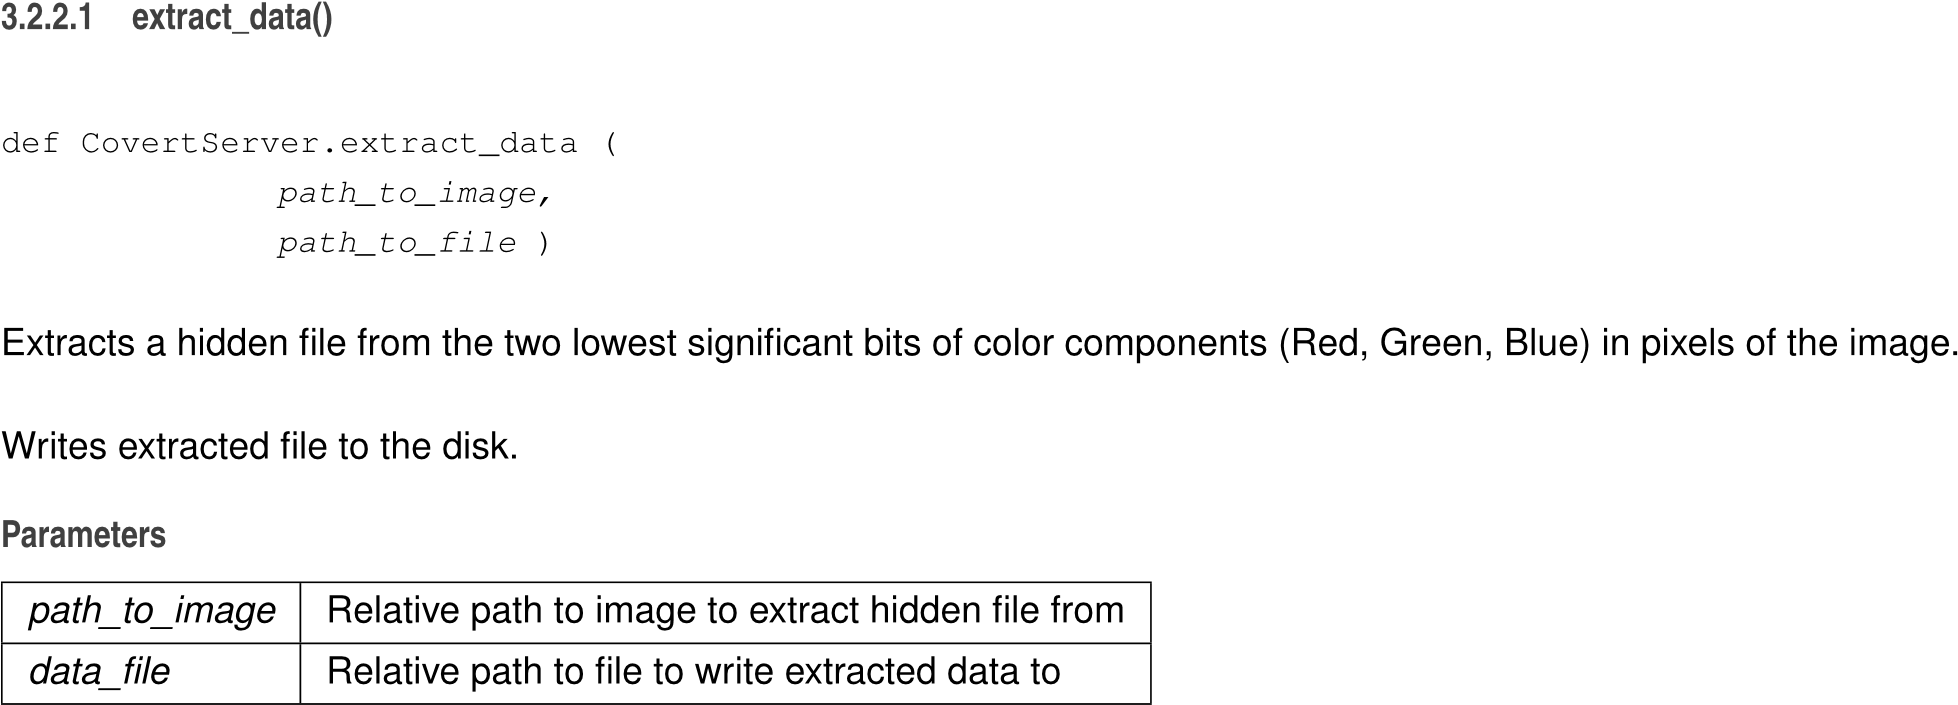 3.2.2.1 extract_data()
def CovertServer.extract_data (
path_to_image,
path_to_file )
Extracts a hidden file from the two lowest significant bits of color components (Red, Green, Blue) in pixels of the image.
Writes extracted file to the disk.
Parameters
path_to_image Relative path to image to extract hidden file from
data_file Relative path to file to write extracted data to